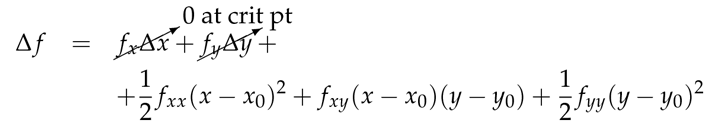 0 at crit pt
Δf = f_xΔx + f_yΔy +
+ 1/2 f_xx(x − x_0)^2 + f_xy(x − x_0)(y − y_0) + 1/2 f_yy(y − y_0)^2